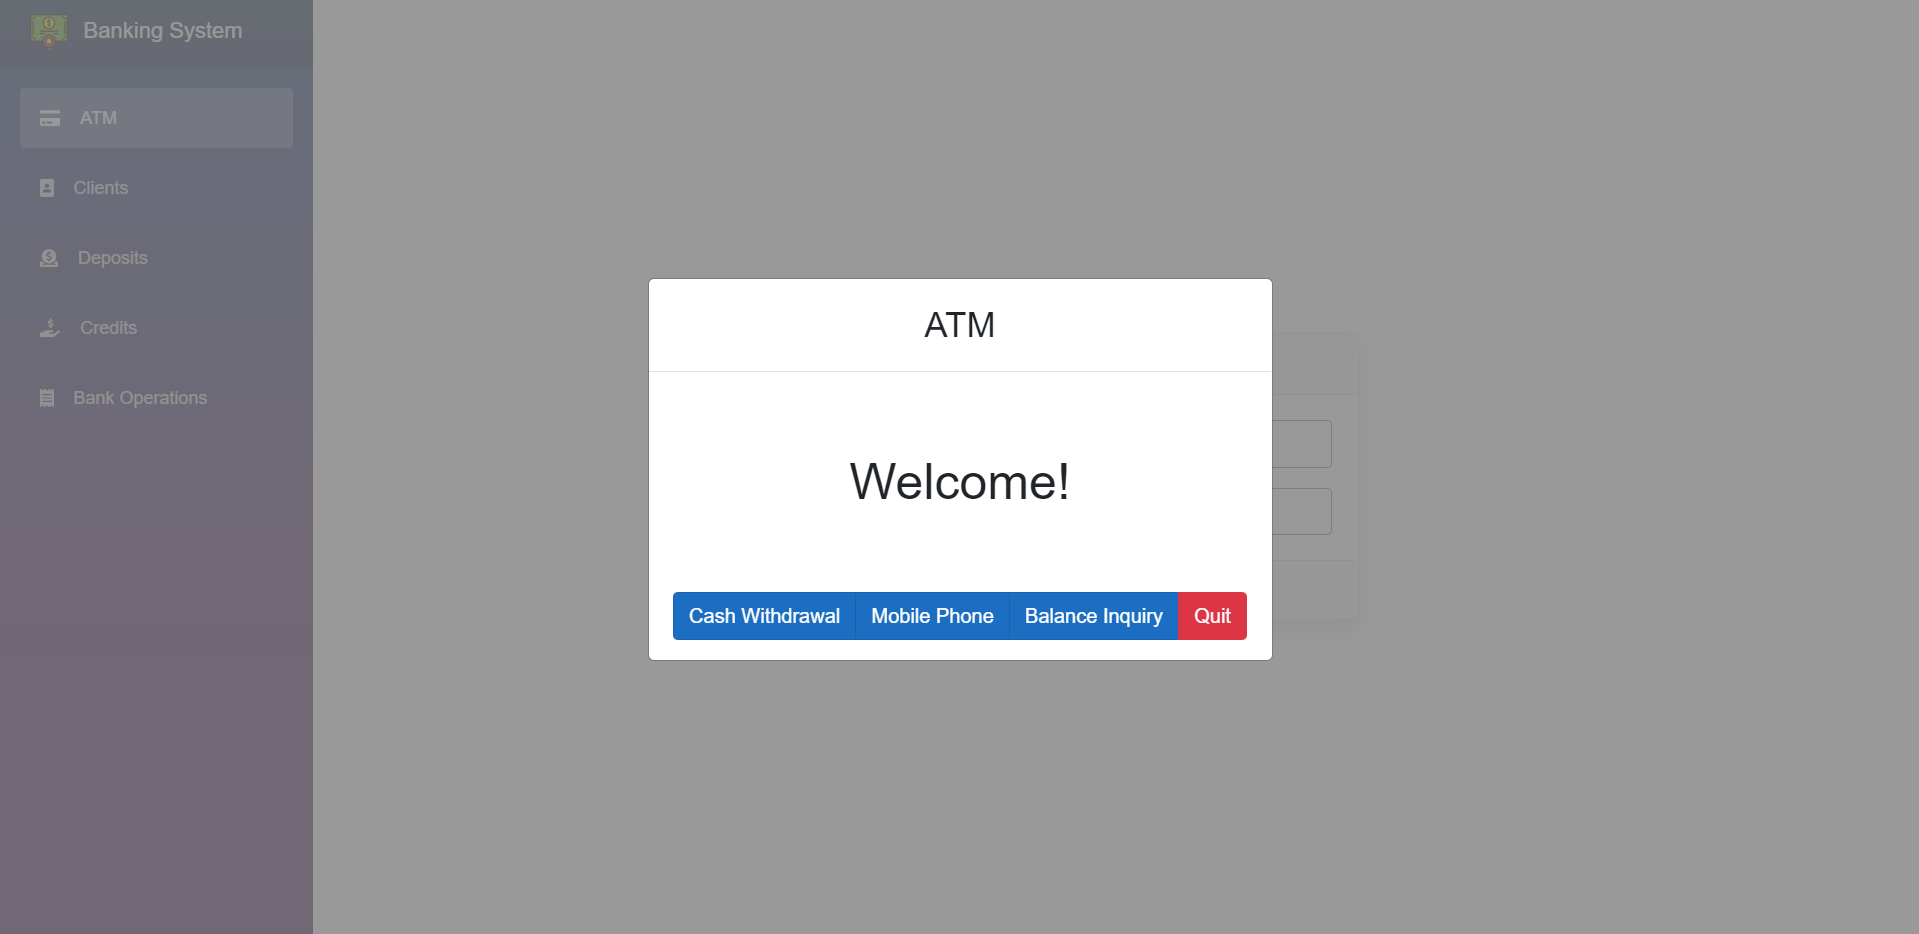 Banking System
ATM
Clients
Deposits
Credits
Bank Operations
ATM
Welcome!
Cash Withdrawal Mobile Phone Balance Inquiry Quit